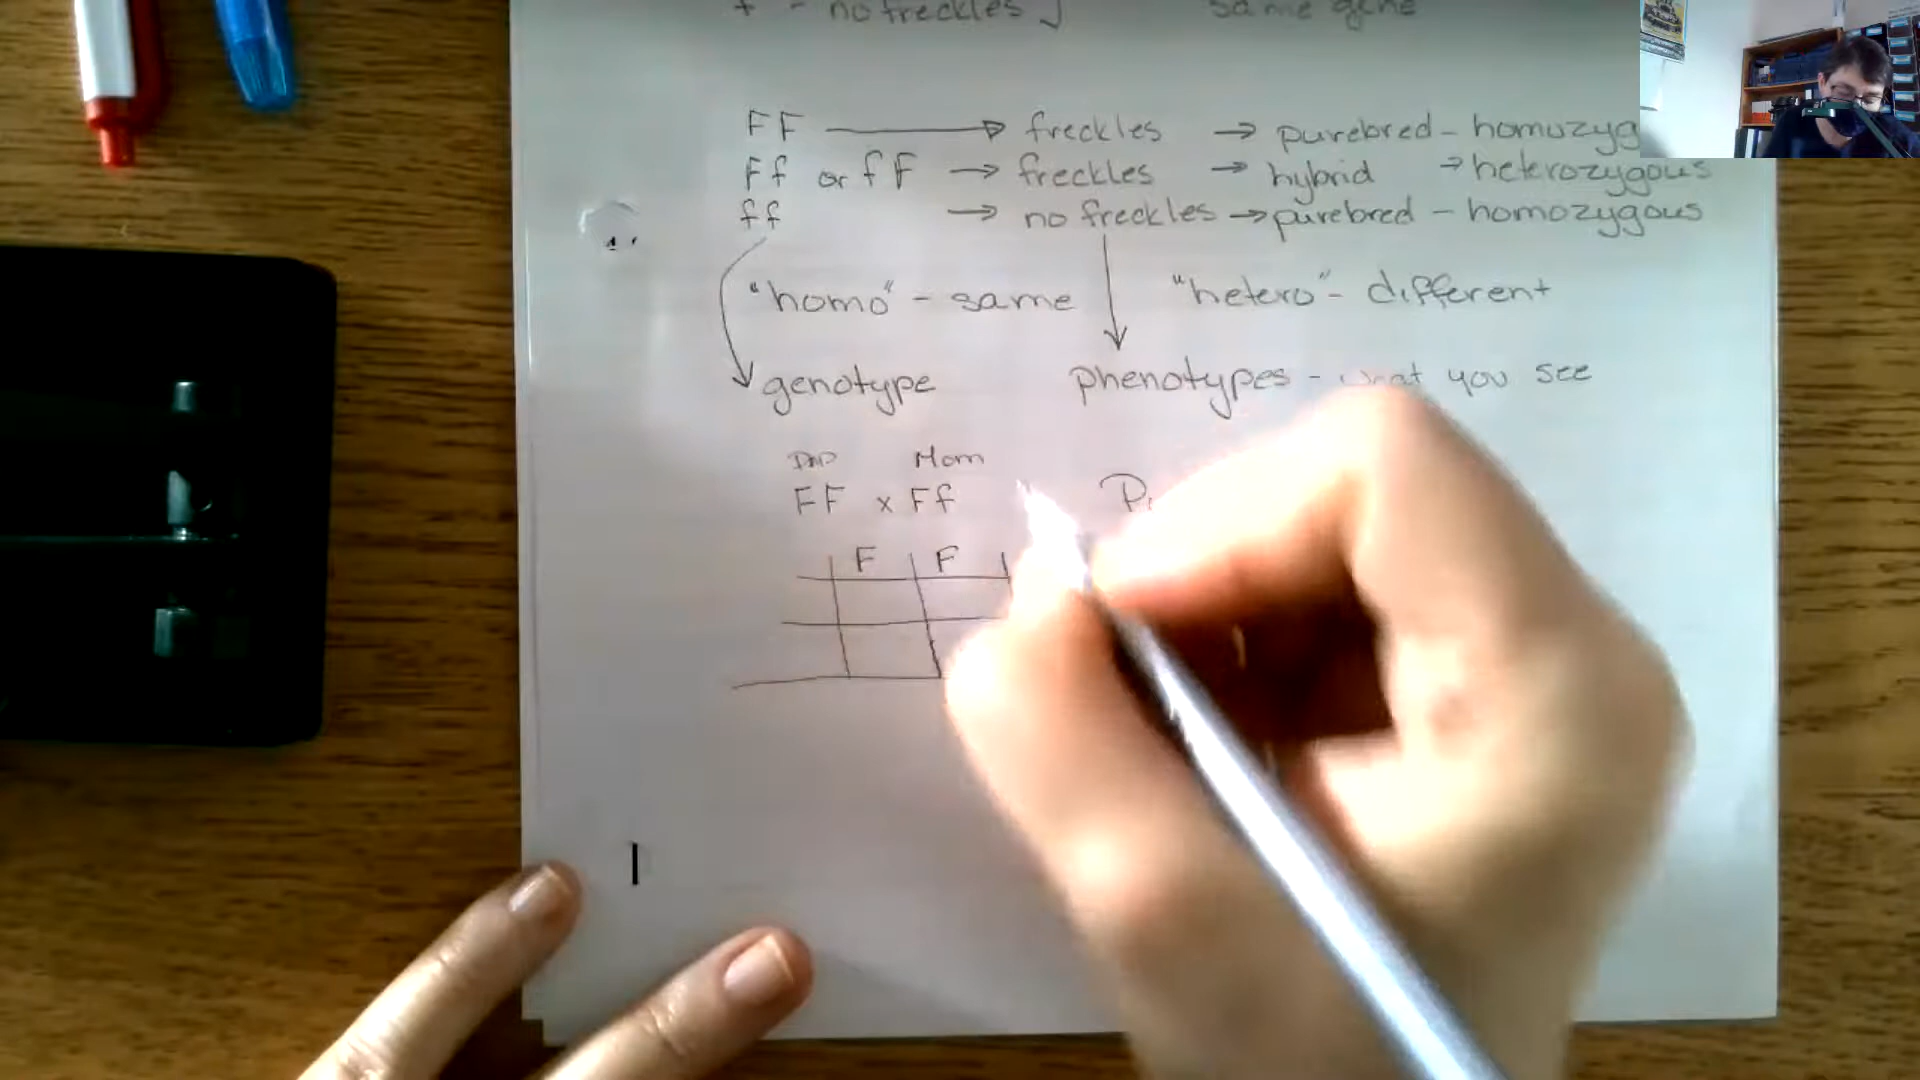 - no freckles same gene
FF → freckles → purebred - homozyg
Ff or fF → freckles → hybrid → heterozygous
ff → no freckles → purebred - homozygous
"homo" - same "hetero" - different
genotype phenotypes - what you see
DAD Mom
FF x Ff
F F